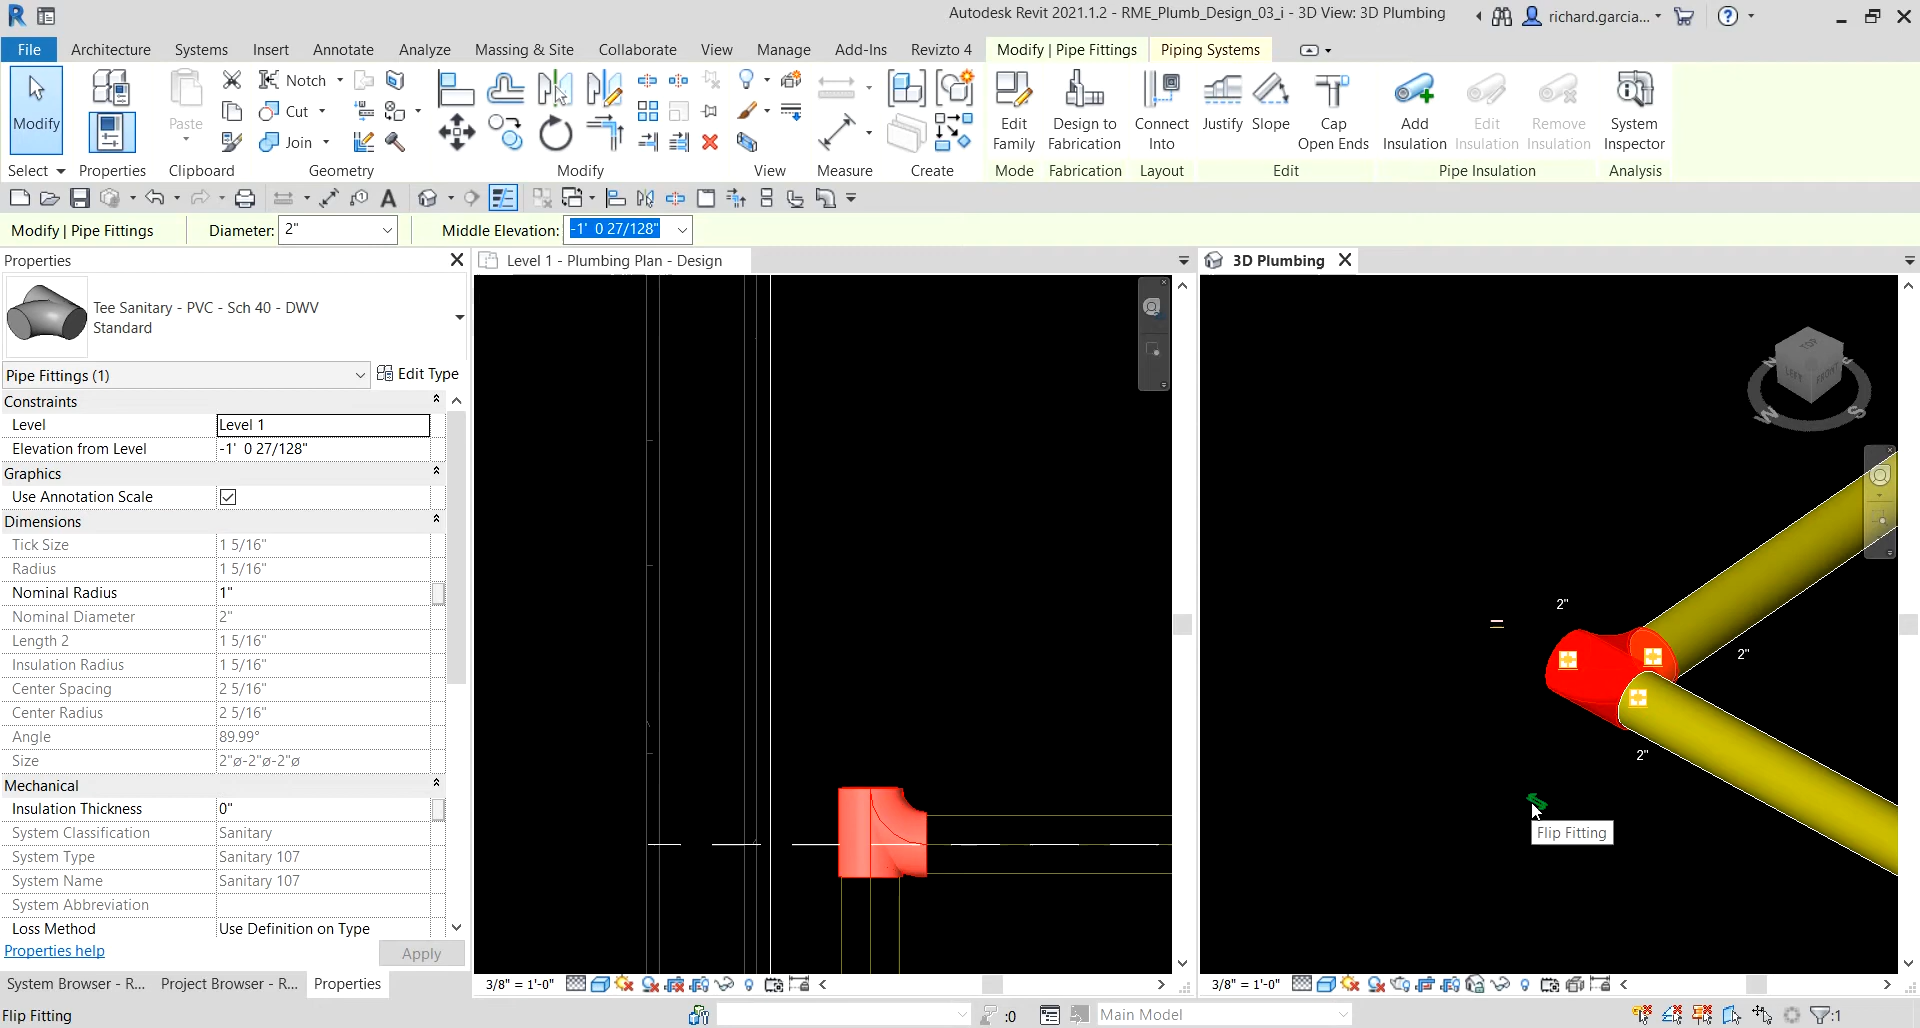 Autodesk Revit 2021.1.2 - RME_Plumb_Design_03_i - 3D View: 3D Plumbing
richard.garcia...
File Architecture Systems Insert Annotate Analyze Massing & Site Collaborate View Manage Add-Ins Revizto 4 Modify | Pipe Fittings Piping Systems
Modify
Paste
Notch
Cut
Join
Edit Family
Design to Fabrication
Connect Into
Justify
Slope
Cap Open Ends
Add Insulation
Edit Insulation
Remove Insulation
System Inspector
Select Properties Clipboard Geometry Modify View Measure Create Mode Fabrication Layout Edit Pipe Insulation Analysis
Modify | Pipe Fittings Diameter: 2" Middle Elevation: -1' 0 27/128"
Properties
Tee Sanitary - PVC - Sch 40 - DWV
Standard
Pipe Fittings (1) Edit Type
Constraints
Level Level 1
Elevation from Level -1' 0 27/128"
Graphics
Use Annotation Scale
Dimensions
Tick Size 1 5/16"
Radius 1 5/16"
Nominal Radius 1"
Nominal Diameter 2"
Length 2 1 5/16"
Insulation Radius 1 5/16"
Center Spacing 2 5/16"
Center Radius 2 5/16"
Angle 89.99°
Size 2"ø-2"ø-2"ø
Mechanical
Insulation Thickness 0"
System Classification Sanitary
System Type Sanitary 107
System Name Sanitary 107
System Abbreviation
Loss Method Use Definition on Type
Properties help Apply
System Browser - R... Project Browser - R... Properties
Level 1 - Plumbing Plan - Design
3/8" = 1'-0"
3D Plumbing
TOP
LEFT
FRONT
N
W
S
2"
2"
2"
Flip Fitting
3/8" = 1'-0"
Flip Fitting
:0
Main Model
:1